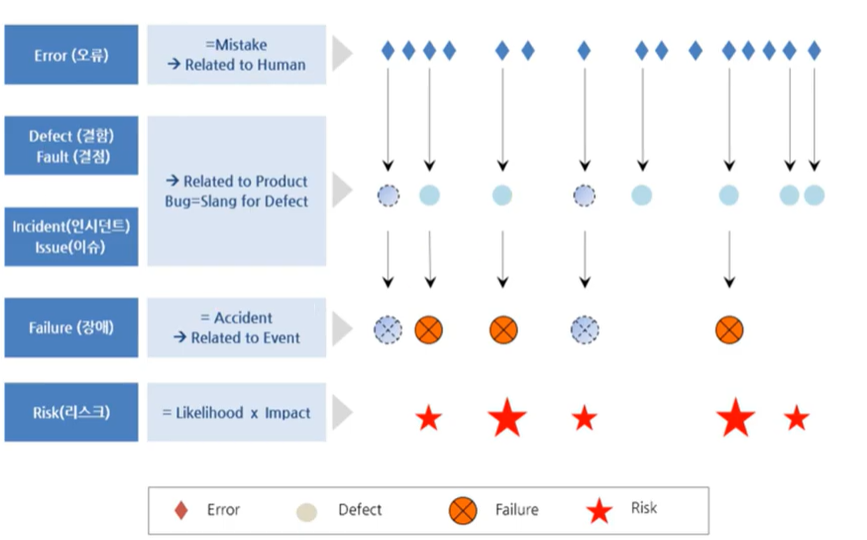 Error (오류)
=Mistake
→ Related to Human
Defect (결함)
Fault (결점)
→ Related to Product
Bug=Slang for Defect
Incident(인시던트)
Issue(이슈)
Failure (장애)
= Accident
→ Related to Event
Risk(리스크)
= Likelihood x Impact
Error
Defect
Failure
Risk